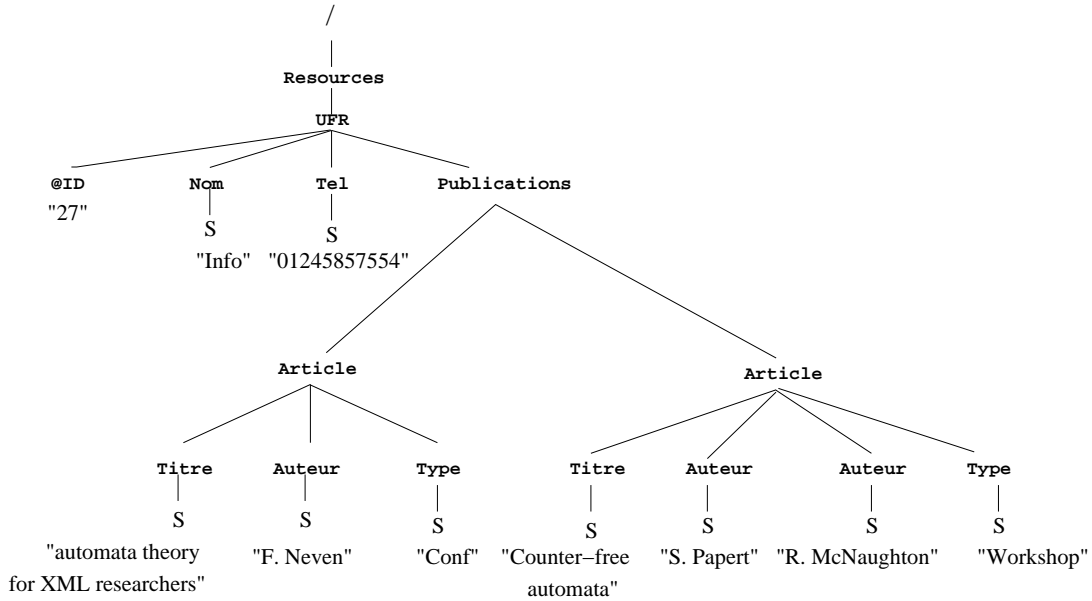 /
Resources
UFR
@ID Nom Tel Publications
"27"
S S
"Info" "01245857554"
Article Article
Titre Auteur Type Titre Auteur Auteur Type
S S S S S S S
"automata theory "F. Neven" "Conf" "Counter−free "S. Papert" "R. McNaughton" "Workshop"
for XML researchers" automata"